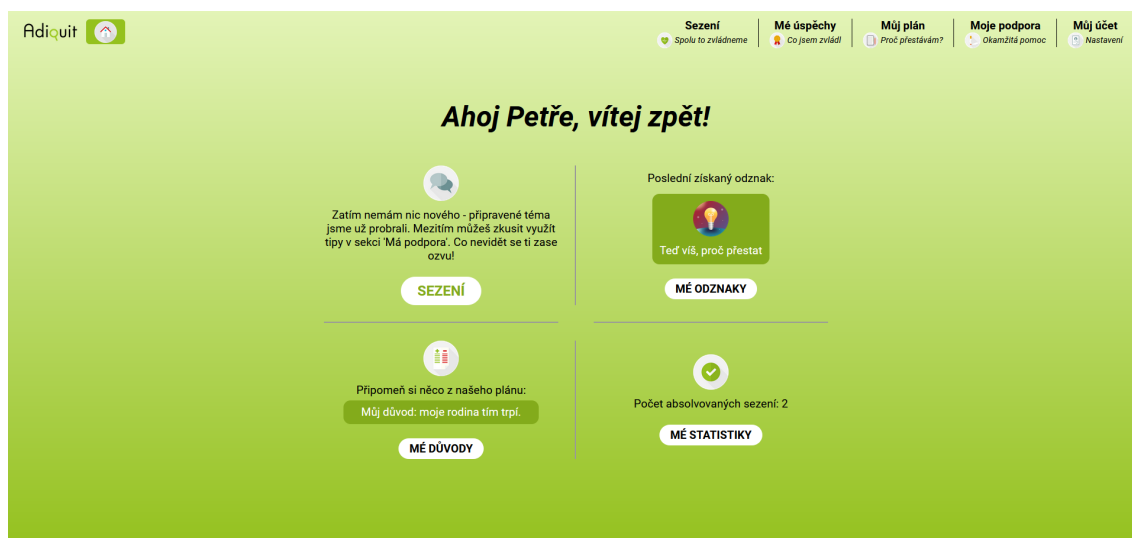 Adiquit
Sezení
Spolu to zvládneme
Mé úspěchy
Co jsem zvládl
Můj plán
Proč přestávám?
Moje podpora
Okamžitá pomoc
Můj účet
Nastavení
Ahoj Petře, vítej zpět!
Zatím nemám nic nového - připravené téma
jsme už probrali. Mezitím můžeš zkusit využít
tipy v sekci 'Má podpora'. Co nevidět se ti zase
ozvu!
SEZENÍ
Poslední získaný odznak:
Teď víš, proč přestat
MÉ ODZNAKY
Připomeň si něco z našeho plánu:
Můj důvod: moje rodina tím trpí.
MÉ DŮVODY
Počet absolvovaných sezení: 2
MÉ STATISTIKY